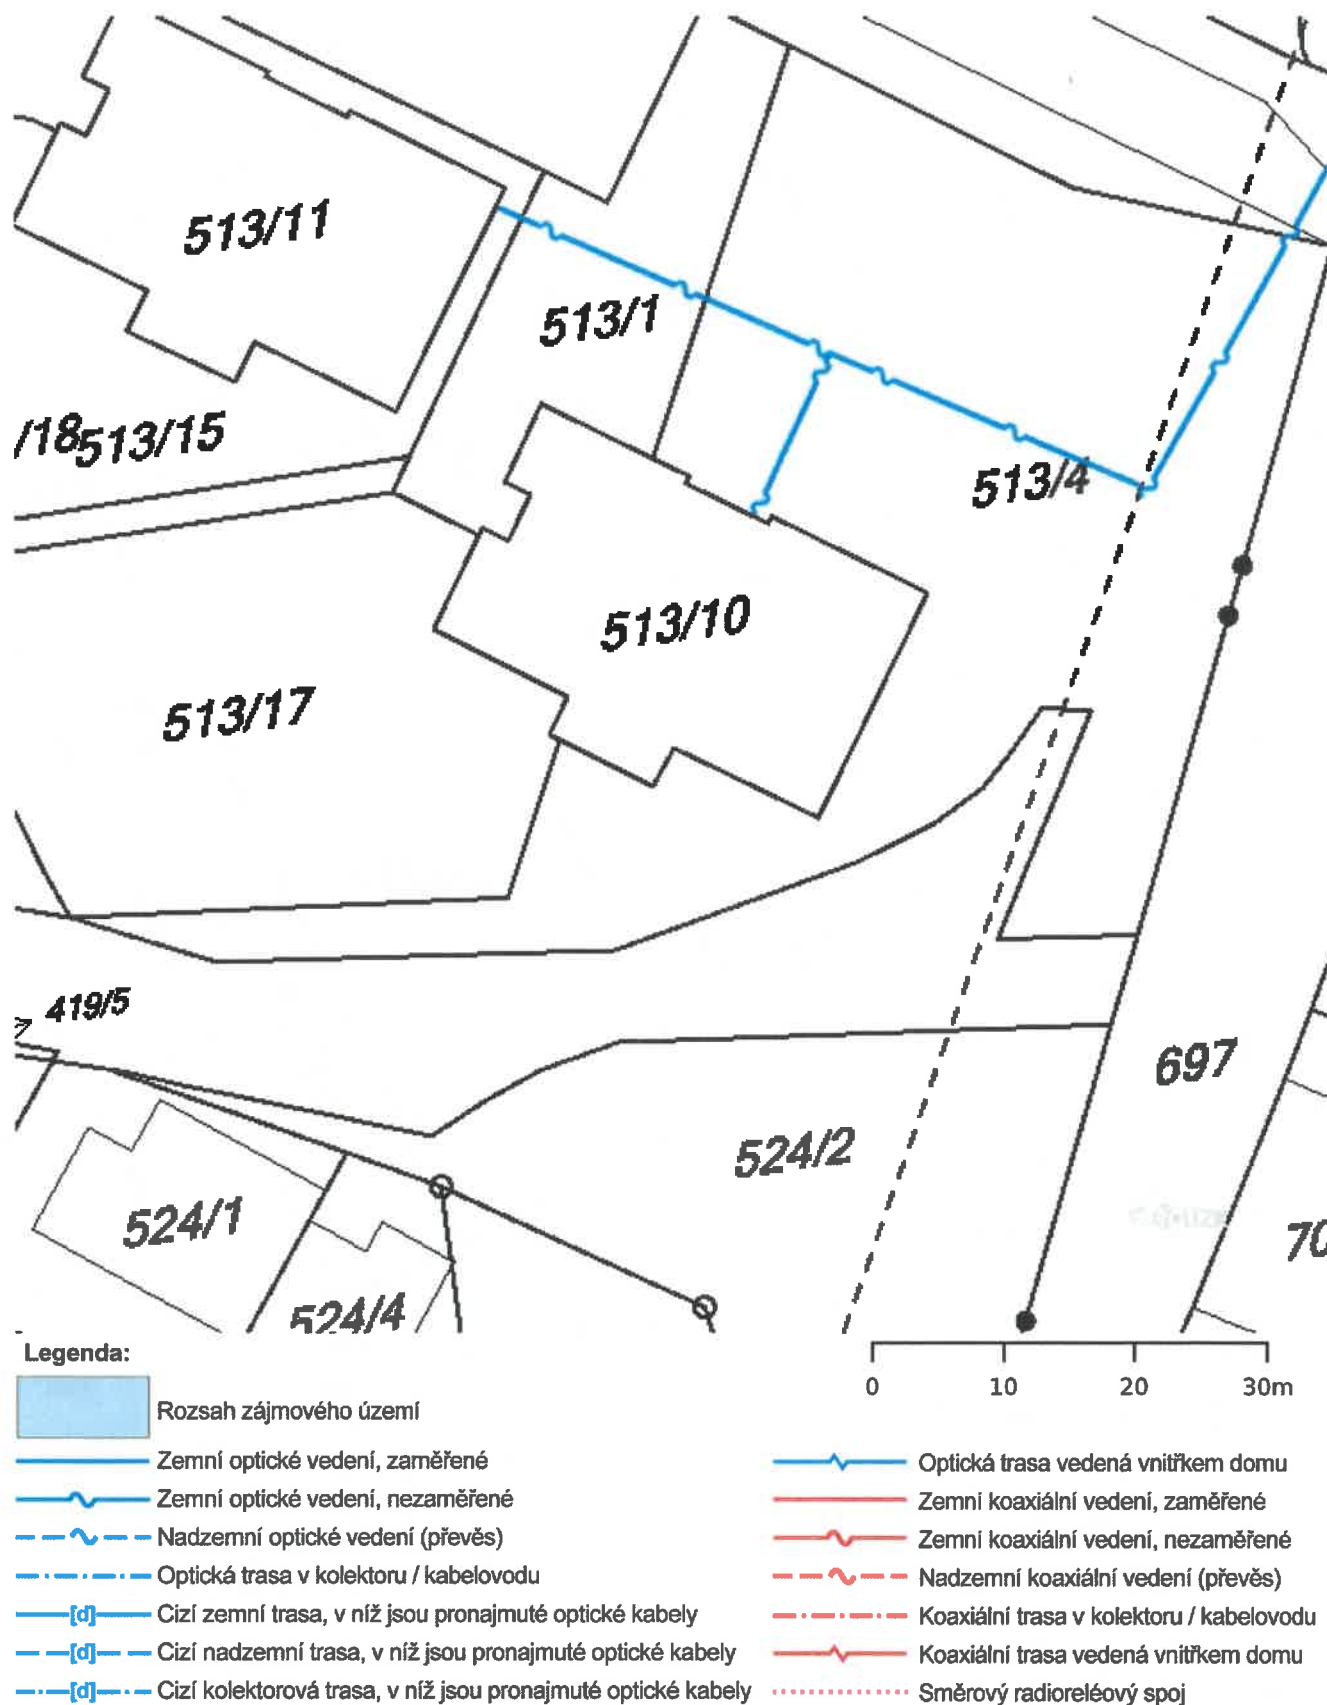 513/11
513/1
/18
513/15
513/4
513/10
513/17
419/5
697
524/2
524/1
70
524/4
Legenda:
0 10 20 30m
Rozsah zájmového území
Zemní optické vedení, zaměřené
Zemní optické vedení, nezaměřené
Nadzemní optické vedení (převěs)
Optická trasa v kolektoru / kabelovodu
[d] Cizí zemní trasa, v níž jsou pronajmuté optické kabely
[d] Cizí nadzemní trasa, v níž jsou pronajmuté optické kabely
[d] Cizí kolektorová trasa, v níž jsou pronajmuté optické kabely
Optická trasa vedená vnitřkem domu
Zemní koaxiální vedení, zaměřené
Zemní koaxiální vedení, nezaměřené
Nadzemní koaxiální vedení (převěs)
Koaxiální trasa v kolektoru / kabelovodu
Koaxiální trasa vedená vnitřkem domu
Směrový radioreléový spoj